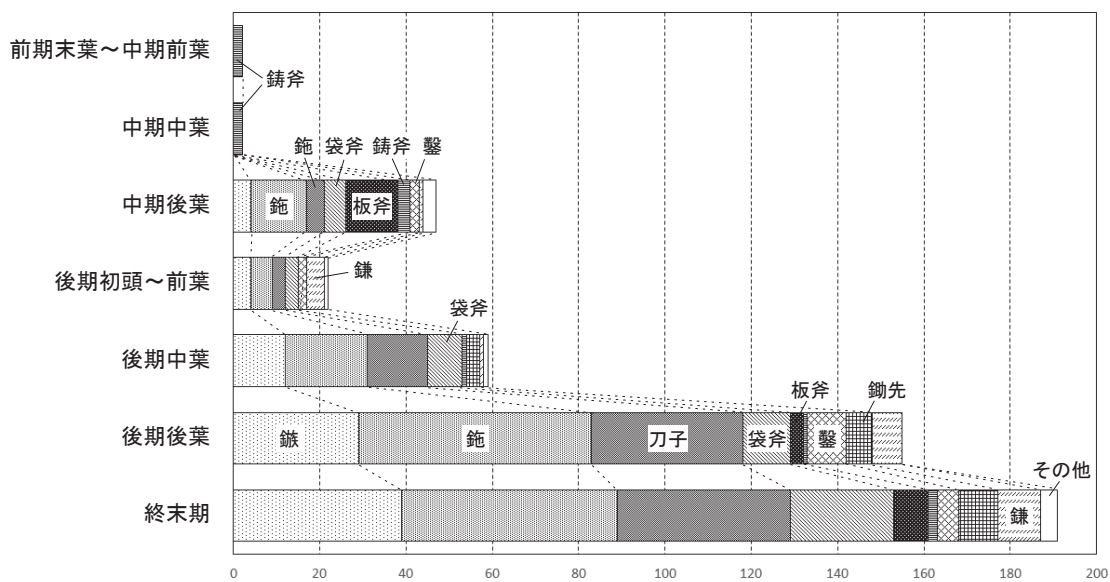 前期末葉～中期前葉
鋳斧
中期中葉
鉇 袋斧 鋳斧 鑿
中期後葉
鉇 板斧
後期初頭～前葉
鎌
袋斧
後期中葉
板斧 鋤先
後期後葉
鏃 鉇 刀子 袋斧 鑿
その他
終末期
鎌
0 20 40 60 80 100 120 140 160 180 200